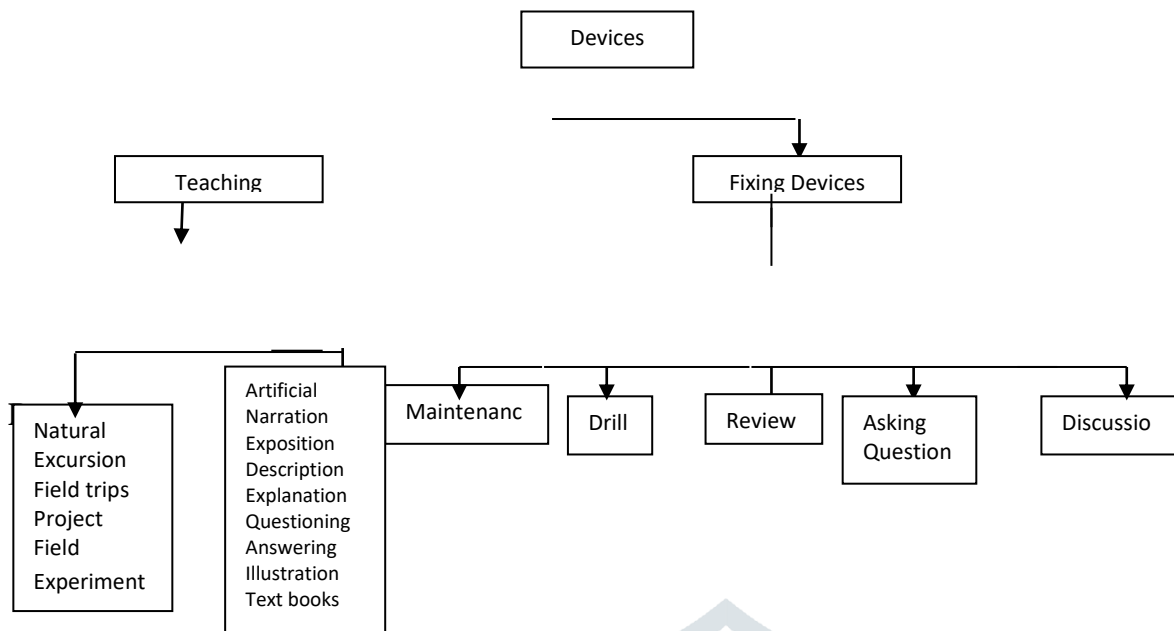 Devices
Teaching
Fixing Devices
Natural
Excursion
Field trips
Project
Field
Experiment
Artificial
Narration
Exposition
Description
Explanation
Questioning
Answering
Illustration
Text books
Maintenanc
Drill
Review
Asking
Question
Discussio